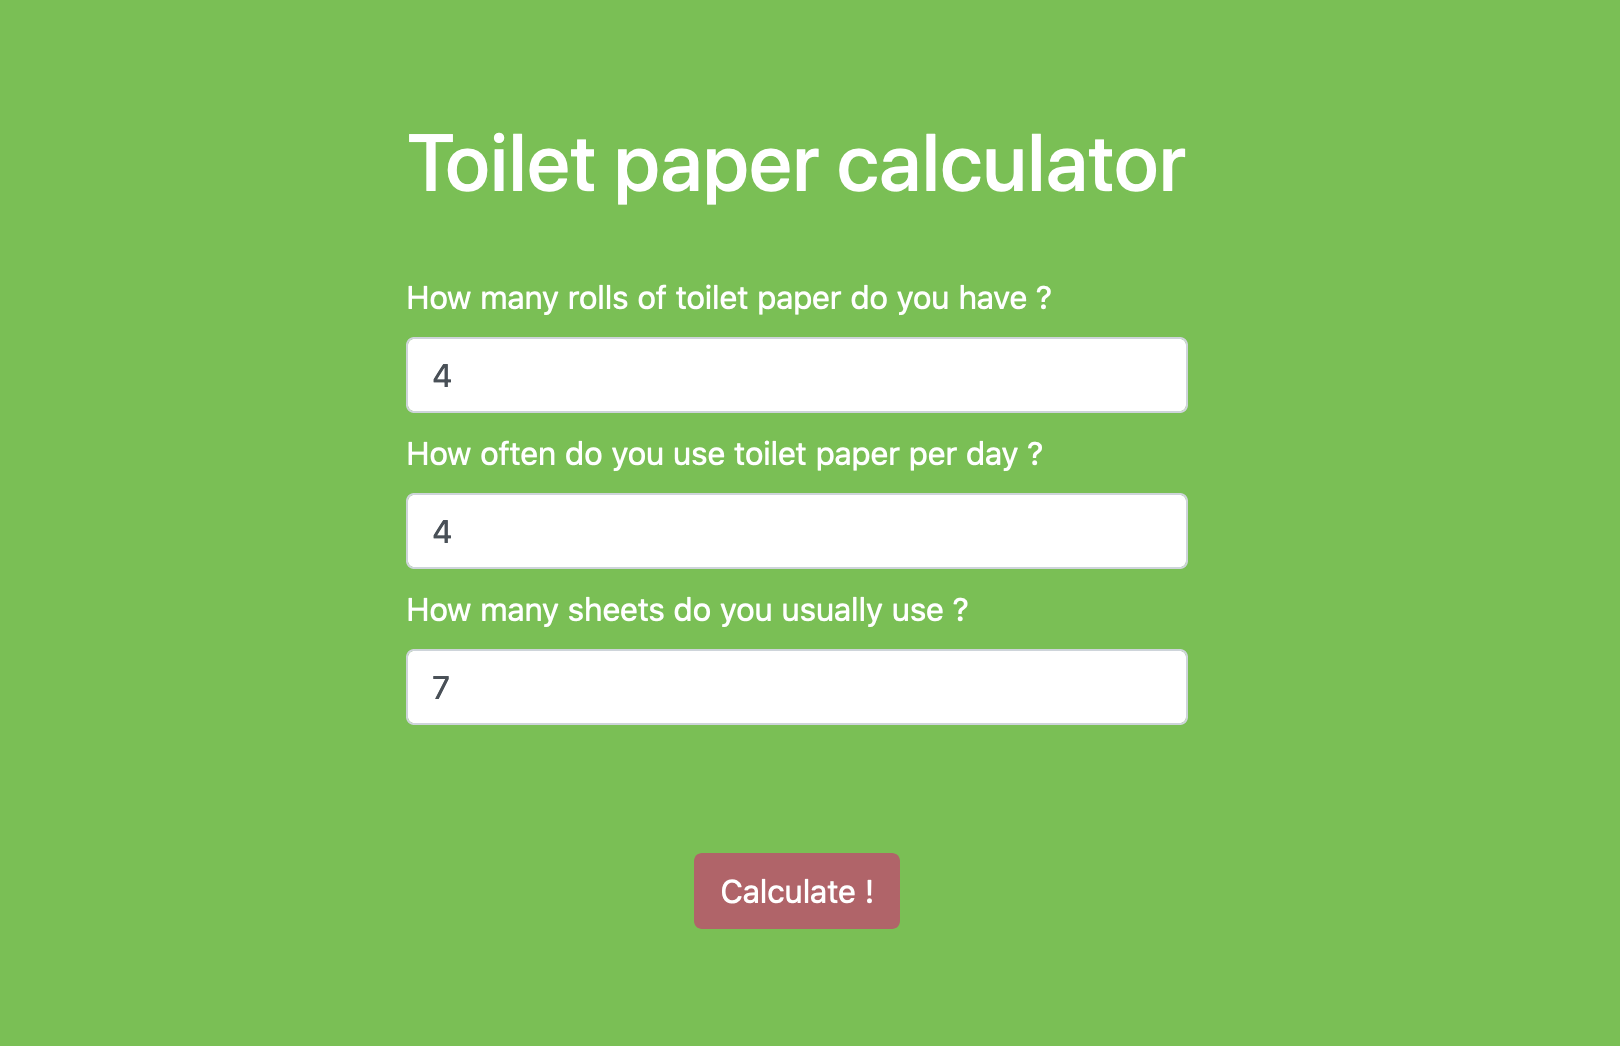 Toilet paper calculator
How many rolls of toilet paper do you have ?
4
How often do you use toilet paper per day ?
4
How many sheets do you usually use ?
7
Calculate !